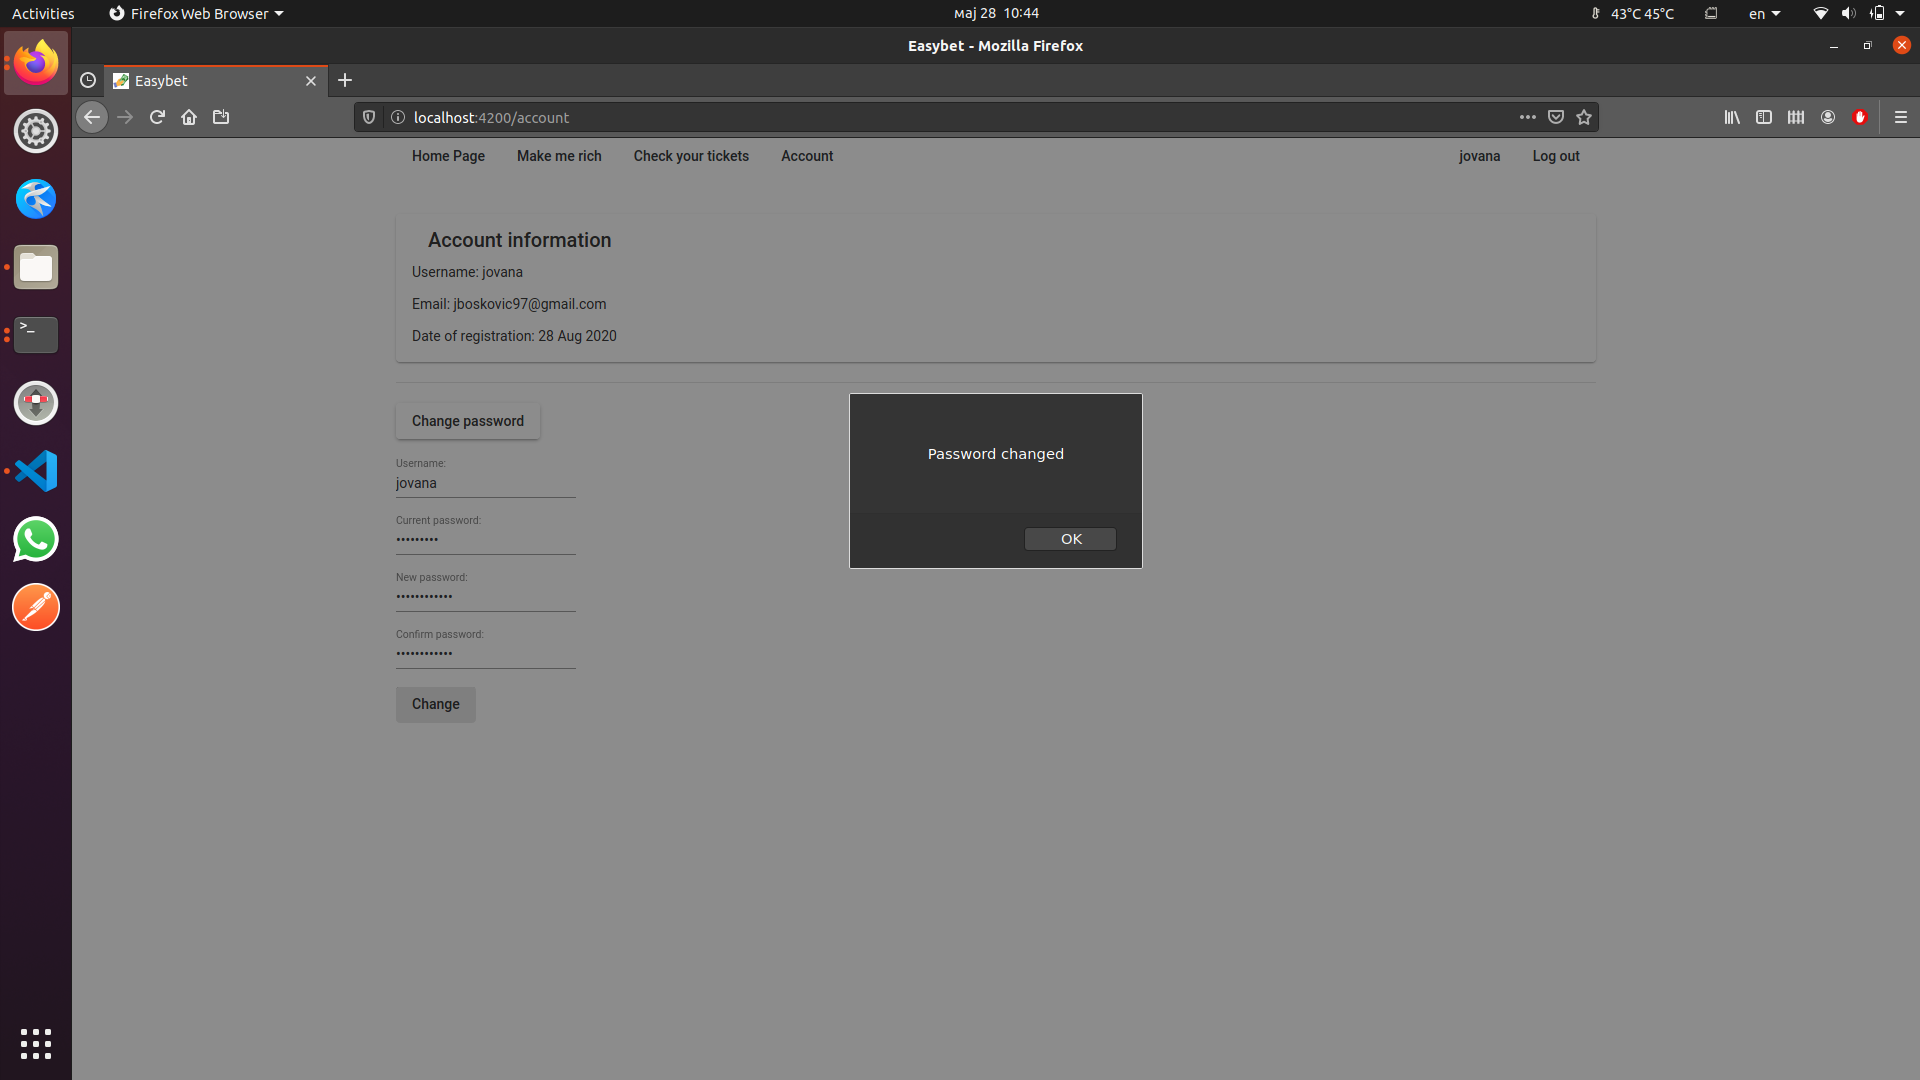 Activities
Firefox Web Browser
мај 28 10:44
43°C 45°C
en
Easybet - Mozilla Firefox
Easybet
localhost:4200/account
Home Page
Make me rich
Check your tickets
Account
jovana
Log out
Account information
Username: jovana
Email: jboskovic97@gmail.com
Date of registration: 28 Aug 2020
Change password
Username:
jovana
Current password:
•••••••••
New password:
••••••••••••
Confirm password:
••••••••••••
Change
Password changed
OK